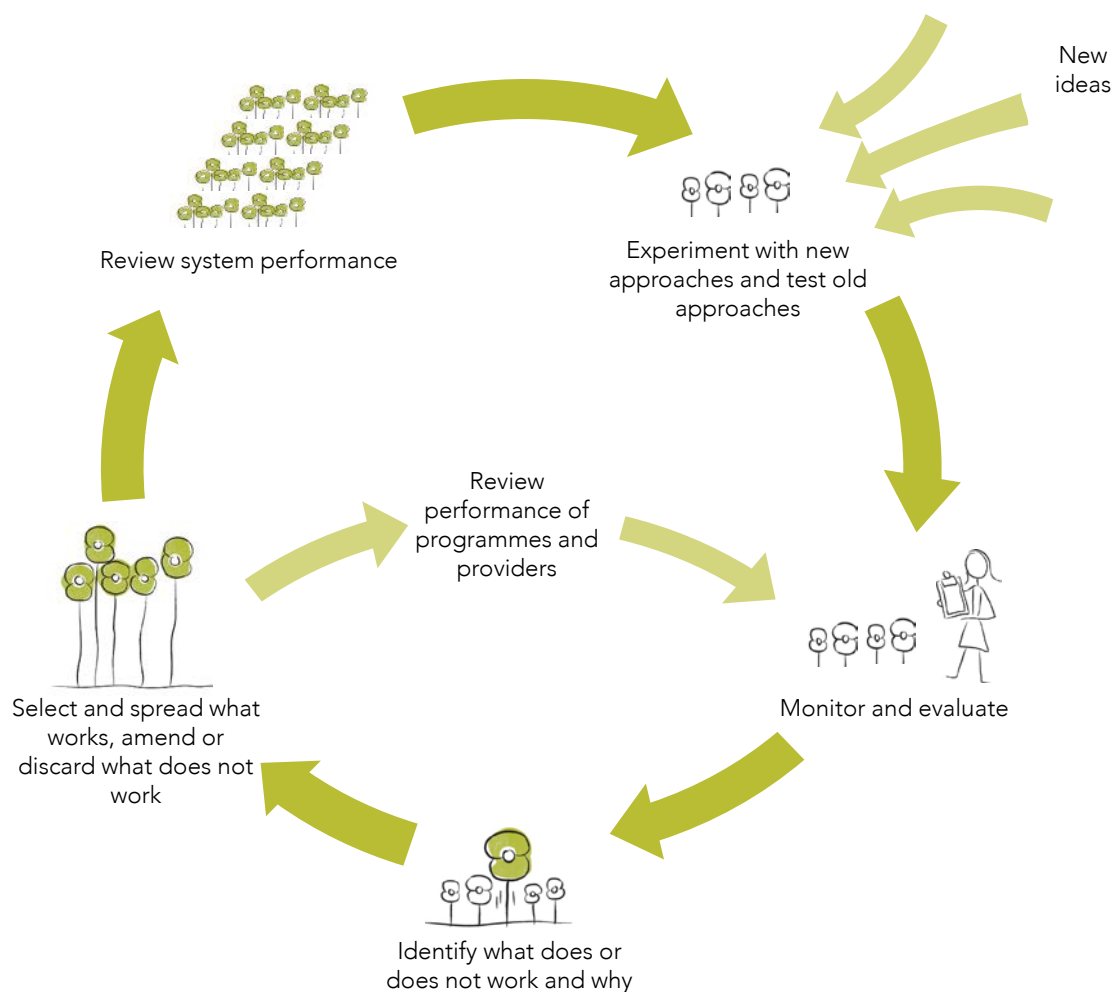 New
ideas
Review system performance
Experiment with new
approaches and test old
approaches
Review
performance of
programmes and
providers
Select and spread what
works, amend or
discard what does not
work
Monitor and evaluate
Identify what does or
does not work and why